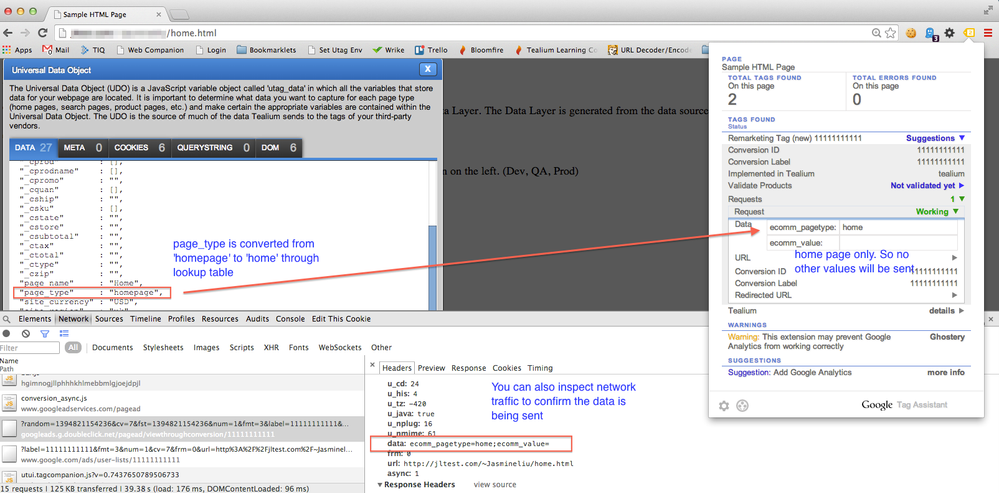 Sample HTML Page
/home.html
Apps
Mail
TIQ
Web Companion
Login
Bookmarklets
Set Utag Env
Wrike
Trello
Bloomfire
Tealium Learning Ce
URL Decoder/Encod
3
Universal Data Object
X
The Universal Data Object (UDO) is a JavaScript variable object called 'utag_data' in which all the variables that store
data for your webpage are located. It is important to determine what data you want to capture for each page type
(home pages, search pages, product pages, etc.) and make certain the appropriate variables are contained within the
Universal Data Object. The UDO is the source of much of the data Tealium sends to the tags of your third-party
vendors.
DATA 27
META 0
COOKIES 6
QUERYSTRING 0
DOM 6
"_cprod" : [],
"_cprodname" : [],
"_cpromo" : "",
"_cquan" : [],
"_cship" : "",
"_csku" : [],
"_cstate" : "",
"_cstore" : "",
"_csubtotal" : "",
"_ctax" : "",
"_ctotal" : "",
"_ctype" : "",
"_czip" : "",
"page_name" : "Home",
"page_type" : "homepage",
"site_currency" : "USD",
page_type is converted from
'homepage' to 'home' through
lookup table
ta Layer. The Data Layer is generated from the data source
n on the left. (Dev, QA, Prod)
PAGE
Sample HTML Page
TOTAL TAGS FOUND
On this page
2
TOTAL ERRORS FOUND
On this page
0
TAGS FOUND
Status
Remarketing Tag (new) 11111111111 Suggestions
Conversion ID 11111111111
Conversion Label 11111111111
Implemented in Tealium tealium
Validate Products Not validated yet
Requests 1
Request Working
Data ecomm_pagetype: home
ecomm_value:
home page only. So no
other values will be sent
URL
Conversion ID 11111111111
Conversion Label 11111111111
Redirected URL
Tealium details
WARNINGS
Warning: This extension may prevent Google
Analytics from working correctly
Ghostery
SUGGESTIONS
Suggestion: Add Google Analytics more info
Google Tag Assistant
Elements
Network
Sources
Timeline
Profiles
Resources
Audits
Console
Edit This Cookie
Filter
All
Documents
Stylesheets
Images
Scripts
XHR
Fonts
WebSockets
Other
Name
Path
hgimnogjllphhhkhlmebbmlgjoejdpjl
conversion_async.js
www.googleadservices.com/pagead
?random=1394821154236&cv=7&fst=1394821154236&num=1&fmt=3&label=111111111&...
googleads.g.doubleclick.net/pagead/viewthroughconversion/11111111111
?label=11111111111&fmt=3&num=1&cv=7&frm=0&url=http%3A%2F%2Fjltest.com%2F~Jasminel...
www.google.com/ads/user-lists/11111111111
utui.tagcompanion.js?v=0.7437650789506733
15 requests | 125 KB transferred | 39.38 s (load: 176 ms, DOMContentLoaded: 96 ms)
Headers
Preview
Response
Cookies
Timing
u_cd: 24
u_his: 4
u_tz: -420
u_java: true
u_nplug: 16
u_nmime: 61
data: ecomm_pagetype=home;ecomm_value=
frm: 0
url: http://jltest.com/~Jasmineliu/home.html
async: 1
Response Headers
view source
You can also inspect network
traffic to confirm the data is
being sent